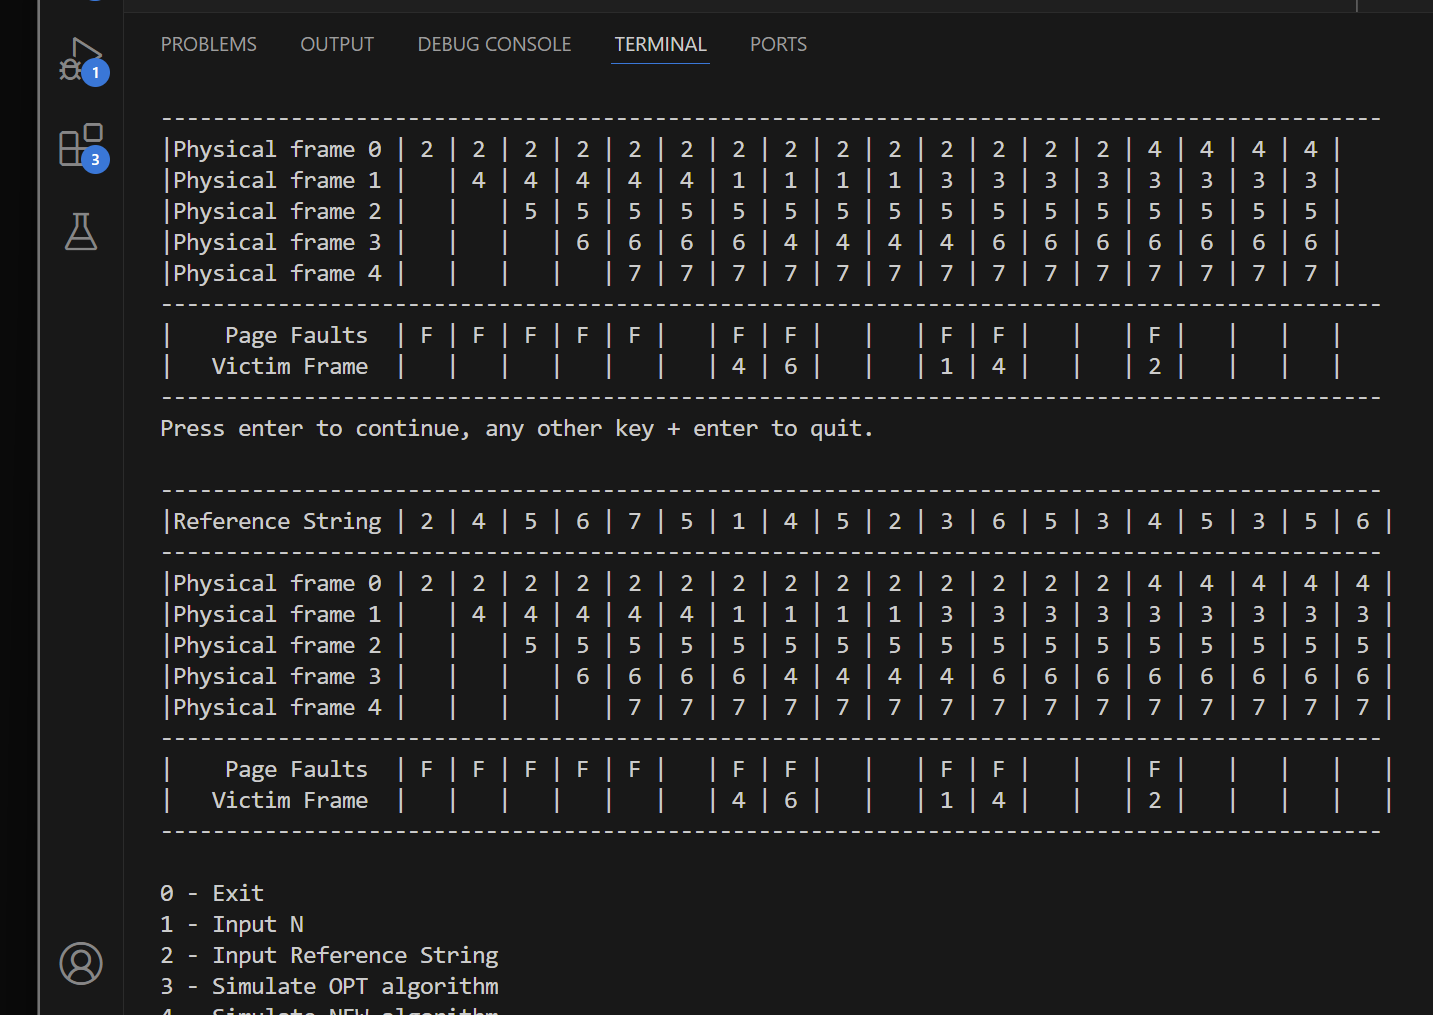 PROBLEMS OUTPUT DEBUG CONSOLE TERMINAL PORTS
1
3
--------------------------------------------------------------------------------------------------
|Physical frame 0 | 2 | 2 | 2 | 2 | 2 | 2 | 2 | 2 | 2 | 2 | 2 | 2 | 2 | 2 | 4 | 4 | 4 | 4 |
|Physical frame 1 |   | 4 | 4 | 4 | 4 | 4 | 1 | 1 | 1 | 1 | 3 | 3 | 3 | 3 | 3 | 3 | 3 | 3 |
|Physical frame 2 |   |   | 5 | 5 | 5 | 5 | 5 | 5 | 5 | 5 | 5 | 5 | 5 | 5 | 5 | 5 | 5 | 5 |
|Physical frame 3 |   |   |   | 6 | 6 | 6 | 6 | 4 | 4 | 4 | 4 | 6 | 6 | 6 | 6 | 6 | 6 | 6 |
|Physical frame 4 |   |   |   |   | 7 | 7 | 7 | 7 | 7 | 7 | 7 | 7 | 7 | 7 | 7 | 7 | 7 | 7 |
--------------------------------------------------------------------------------------------------
|    Page Faults  | F | F | F | F | F |   | F | F |   |   | F | F |   |   | F |   |   |   |
|   Victim Frame  |   |   |   |   |   |   | 4 | 6 |   |   | 1 | 4 |   |   | 2 |   |   |   |
--------------------------------------------------------------------------------------------------
Press enter to continue, any other key + enter to quit.
--------------------------------------------------------------------------------------------------
|Reference String | 2 | 4 | 5 | 6 | 7 | 5 | 1 | 4 | 5 | 2 | 3 | 6 | 5 | 3 | 4 | 5 | 3 | 5 | 6 |
--------------------------------------------------------------------------------------------------
|Physical frame 0 | 2 | 2 | 2 | 2 | 2 | 2 | 2 | 2 | 2 | 2 | 2 | 2 | 2 | 2 | 4 | 4 | 4 | 4 | 4 |
|Physical frame 1 |   | 4 | 4 | 4 | 4 | 4 | 1 | 1 | 1 | 1 | 3 | 3 | 3 | 3 | 3 | 3 | 3 | 3 | 3 |
|Physical frame 2 |   |   | 5 | 5 | 5 | 5 | 5 | 5 | 5 | 5 | 5 | 5 | 5 | 5 | 5 | 5 | 5 | 5 | 5 |
|Physical frame 3 |   |   |   | 6 | 6 | 6 | 6 | 4 | 4 | 4 | 4 | 6 | 6 | 6 | 6 | 6 | 6 | 6 | 6 |
|Physical frame 4 |   |   |   |   | 7 | 7 | 7 | 7 | 7 | 7 | 7 | 7 | 7 | 7 | 7 | 7 | 7 | 7 | 7 |
--------------------------------------------------------------------------------------------------
|    Page Faults  | F | F | F | F | F |   | F | F |   |   | F | F |   |   | F |   |   |   |   |
|   Victim Frame  |   |   |   |   |   |   | 4 | 6 |   |   | 1 | 4 |   |   | 2 |   |   |   |   |
--------------------------------------------------------------------------------------------------
0 - Exit
1 - Input N
2 - Input Reference String
3 - Simulate OPT algorithm